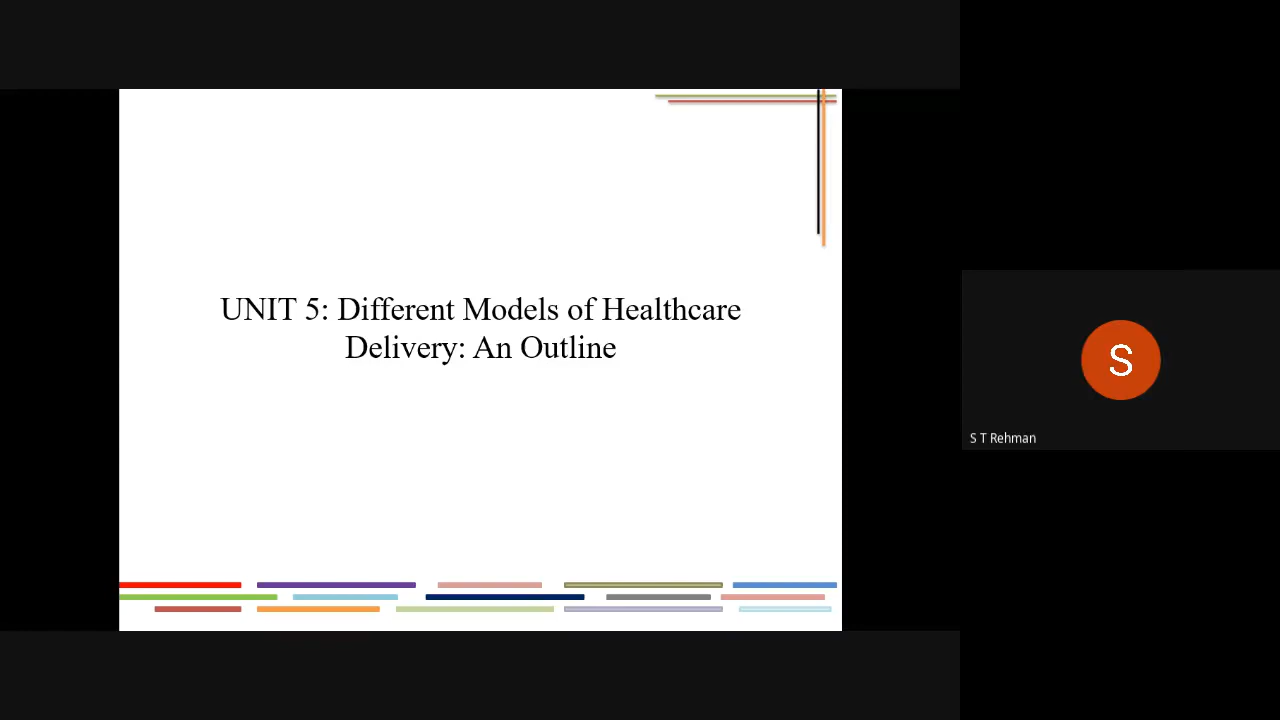 UNIT 5: Different Models of Healthcare
Delivery: An Outline
S
S T Rehman